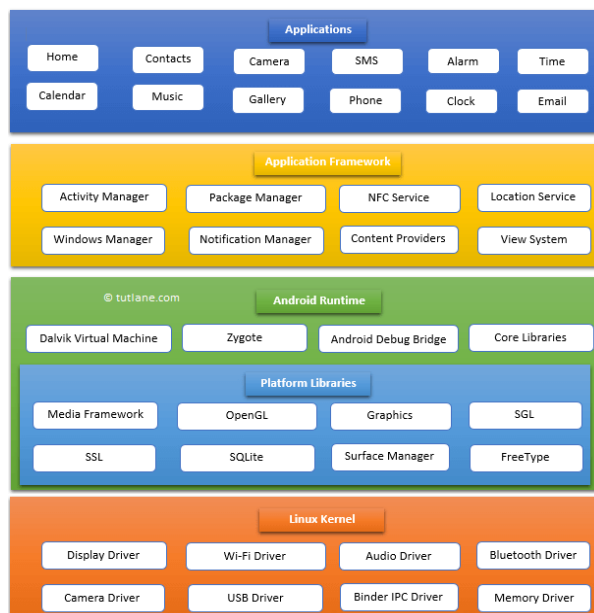 Applications
Home Contacts Camera SMS Alarm Time
Calendar Music Gallery Phone Clock Email
Application Framework
Activity Manager Package Manager NFC Service Location Service
Windows Manager Notification Manager Content Providers View System
© tutlane.com
Android Runtime
Dalvik Virtual Machine Zygote Android Debug Bridge Core Libraries
Platform Libraries
Media Framework OpenGL Graphics SGL
SSL SQLite Surface Manager FreeType
Linux Kernel
Display Driver Wi-Fi Driver Audio Driver Bluetooth Driver
Camera Driver USB Driver Binder IPC Driver Memory Driver